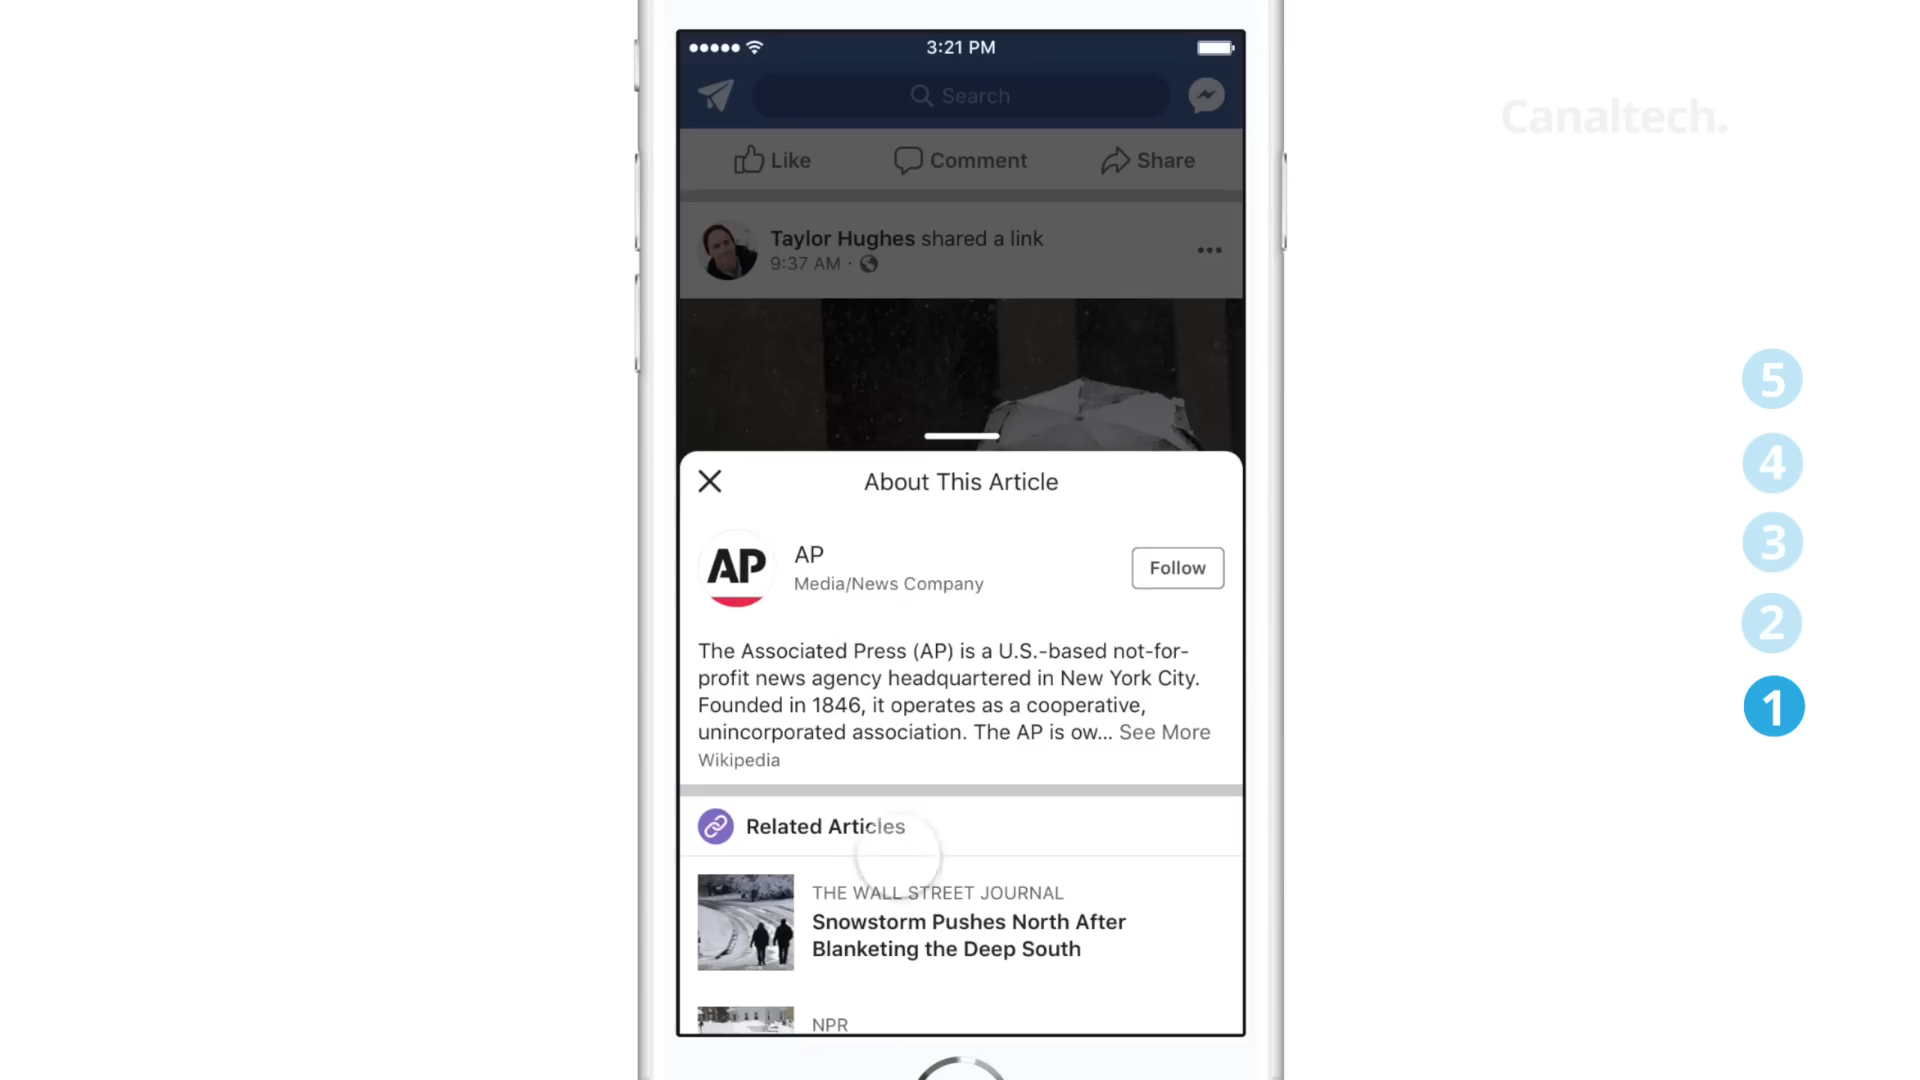 3:21 PM
Search
Canaltech.
Like
Comment
Share
Taylor Hughes shared a link
9:37 AM ·
About This Article
AP
AP
Media/News Company
Follow
The Associated Press (AP) is a U.S.-based not-for-
profit news agency headquartered in New York City.
Founded in 1846, it operates as a cooperative,
unincorporated association. The AP is ow... See More
Wikipedia
Related Articles
THE WALL STREET JOURNAL
Snowstorm Pushes North After
Blanketing the Deep South
NPR
5
4
3
2
1